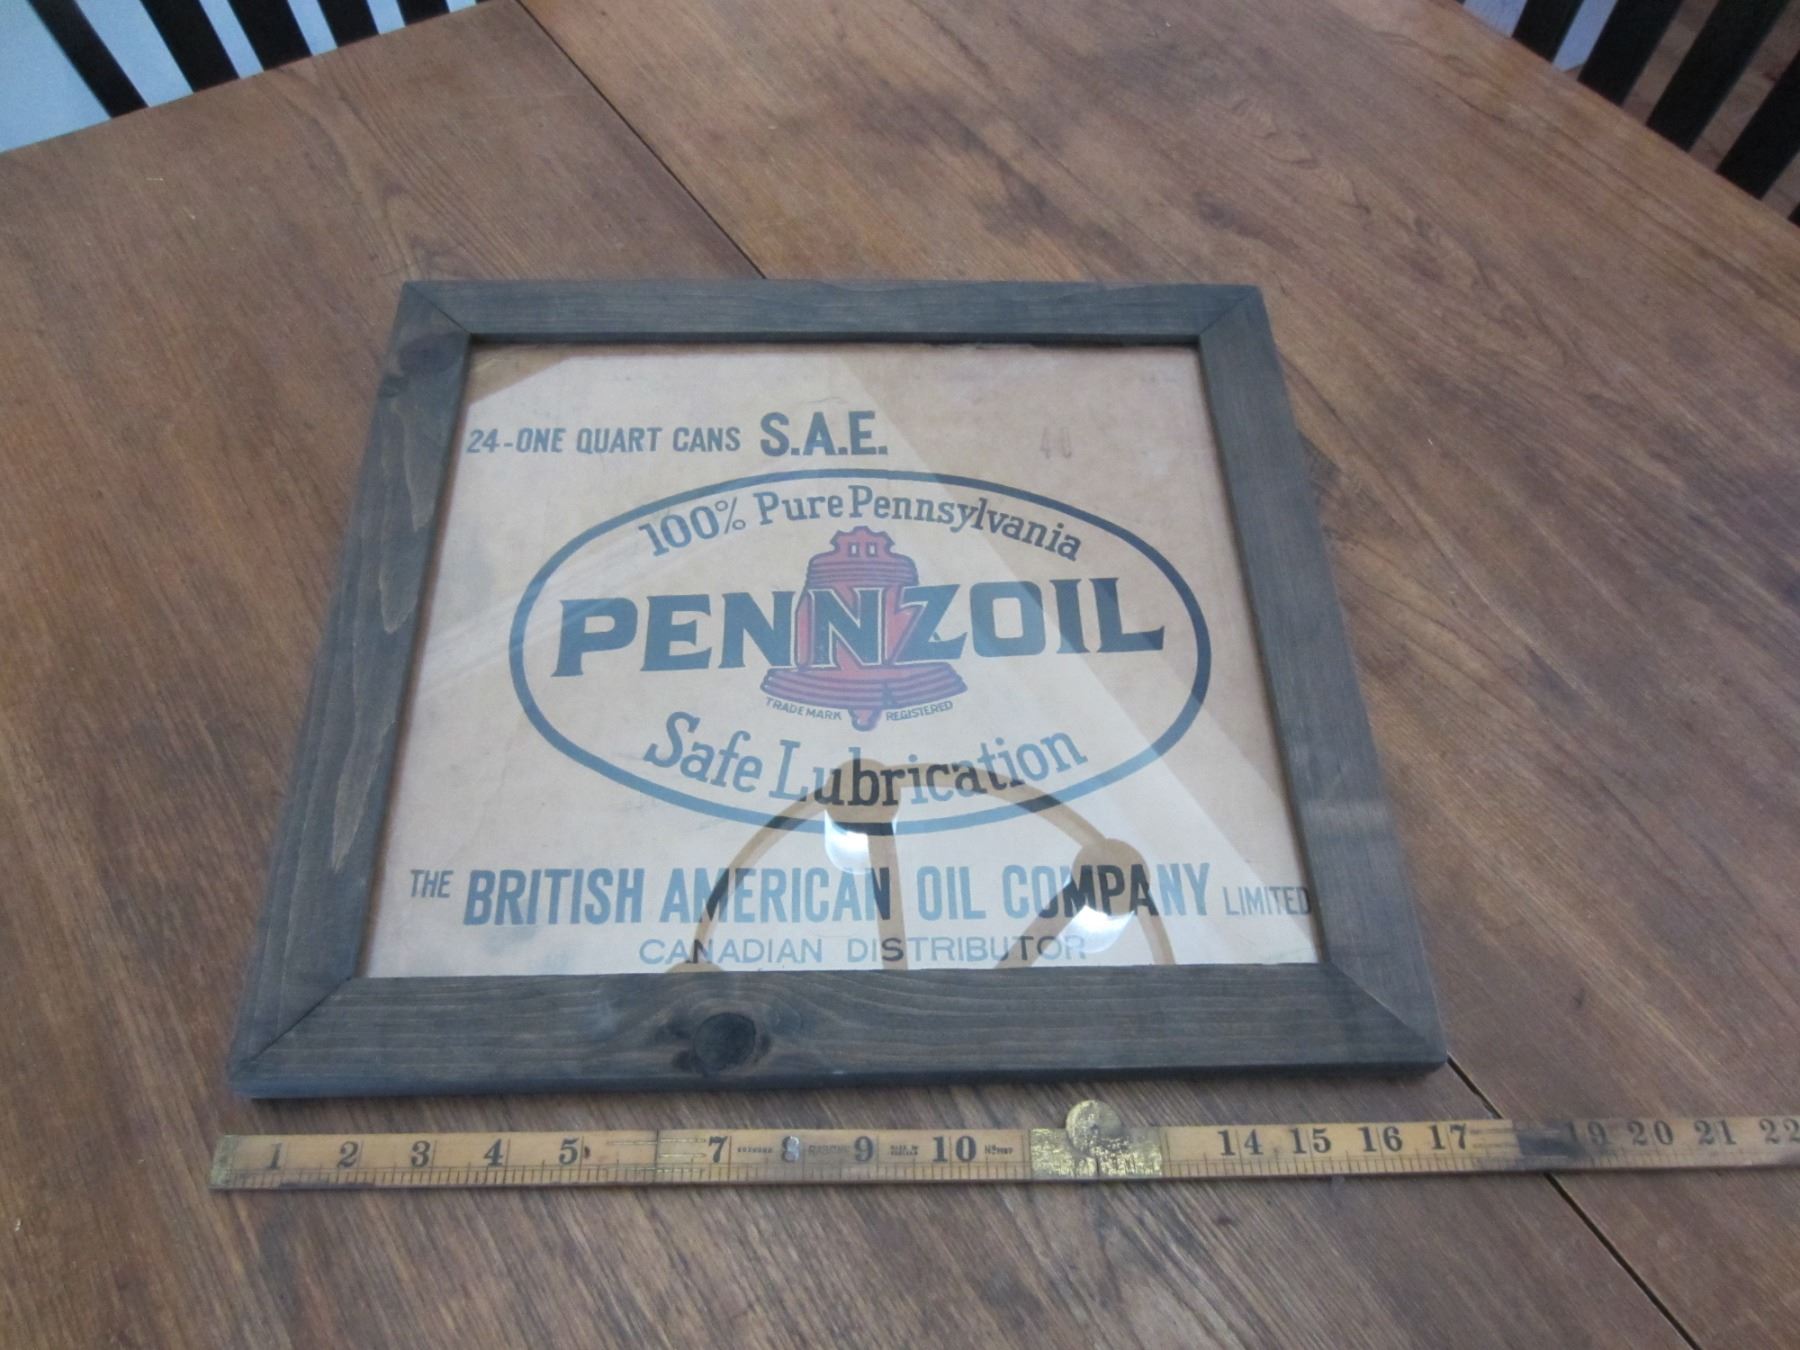 24-ONE QUART CANS S.A.E. 40
100% Pure Pennsylvania
PENNZOIL
TRADE MARK REGISTERED
Safe Lubrication
THE BRITISH AMERICAN OIL COMPANY LIMITED
CANADIAN DISTRIBUTOR
1 2 3 4 5 7 8 9 10 14 15 16 17 19 20 21 22